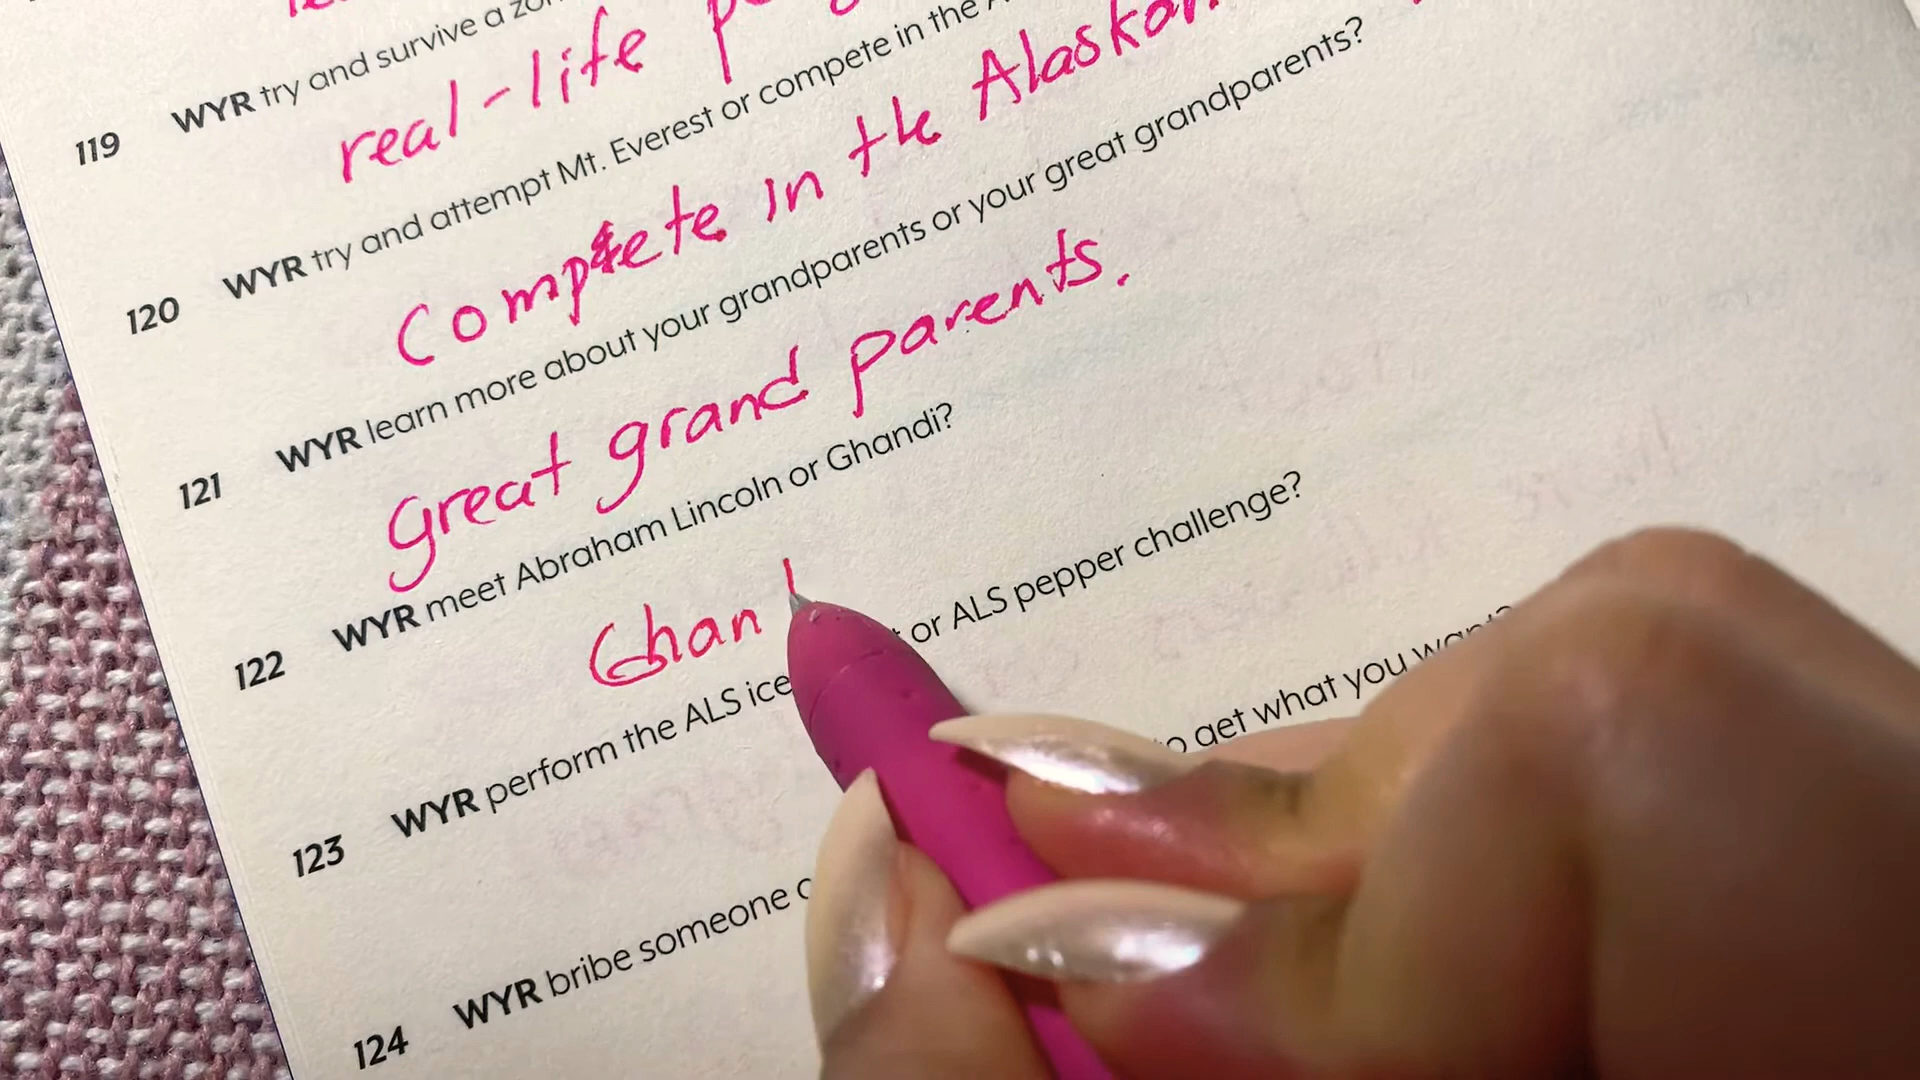 119 WYR try and survive a
real-life
120 WYR try and attempt Mt. Everest or compete in the
Compete in the Alaskan
121 WYR learn more about your grandparents or your great grandparents?
great grand parents.
122 WYR meet Abraham Lincoln or Ghandi?
Ghan
123 WYR perform the ALS ice or ALS pepper challenge?
124 WYR bribe someone get what you want?